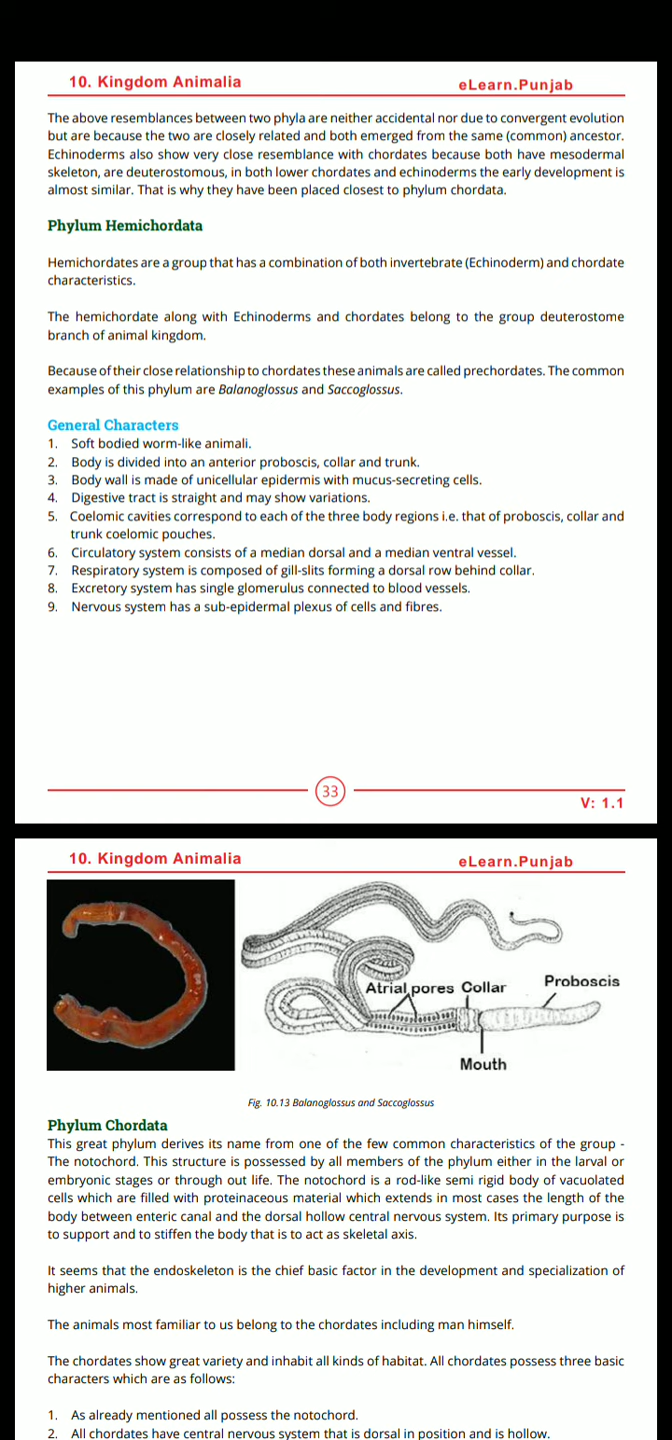 10. Kingdom Animalia
eLearn.Punjab
The above resemblances between two phyla are neither accidental nor due to convergent evolution
but are because the two are closely related and both emerged from the same (common) ancestor.
Echinoderms also show very close resemblance with chordates because both have mesodermal
skeleton, are deuterostomous, in both lower chordates and echinoderms the early development is
almost similar. That is why they have been placed closest to phylum chordata.
Phylum Hemichordata
Hemichordates are a group that has a combination of both invertebrate (Echinoderm) and chordate
characteristics.
The hemichordate along with Echinoderms and chordates belong to the group deuterostome
branch of animal kingdom.
Because of their close relationship to chordates these animals are called prechordates. The common
examples of this phylum are Balanoglossus and Saccoglossus.
General Characters
1. Soft bodied worm-like animali.
2. Body is divided into an anterior proboscis, collar and trunk.
3. Body wall is made of unicellular epidermis with mucus-secreting cells.
4. Digestive tract is straight and may show variations.
5. Coelomic cavities correspond to each of the three body regions i.e. that of proboscis, collar and
trunk coelomic pouches.
6. Circulatory system consists of a median dorsal and a median ventral vessel.
7. Respiratory system is composed of gill-slits forming a dorsal row behind collar.
8. Excretory system has single glomerulus connected to blood vessels.
9. Nervous system has a sub-epidermal plexus of cells and fibres.
33
V: 1.1
10. Kingdom Animalia
eLearn.Punjab
Atrial pores Collar
Proboscis
Mouth
Fig. 10.13 Balanoglossus and Saccoglossus
Phylum Chordata
This great phylum derives its name from one of the few common characteristics of the group -
The notochord. This structure is possessed by all members of the phylum either in the larval or
embryonic stages or through out life. The notochord is a rod-like semi rigid body of vacuolated
cells which are filled with proteinaceous material which extends in most cases the length of the
body between enteric canal and the dorsal hollow central nervous system. Its primary purpose is
to support and to stiffen the body that is to act as skeletal axis.
It seems that the endoskeleton is the chief basic factor in the development and specialization of
higher animals.
The animals most familiar to us belong to the chordates including man himself.
The chordates show great variety and inhabit all kinds of habitat. All chordates possess three basic
characters which are as follows:
1. As already mentioned all possess the notochord.
2. All chordates have central nervous system that is dorsal in position and is hollow.